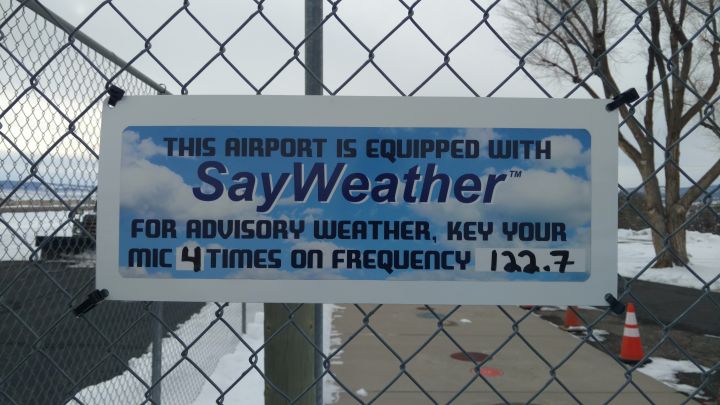 THIS AIRPORT IS EQUIPPED WITH
SayWeather™
FOR ADVISORY WEATHER, KEY YOUR
MIC 4 TIMES ON FREQUENCY 122.7